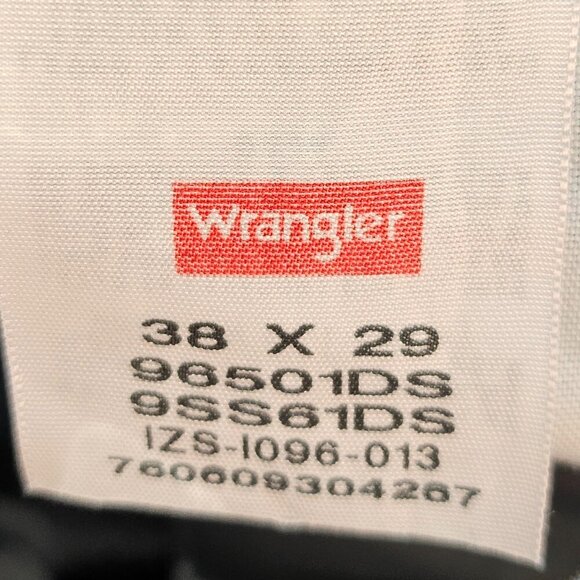 Wrangler
38 X 29
96501DS
9SS61DS
IZS-I096-013
760609304267